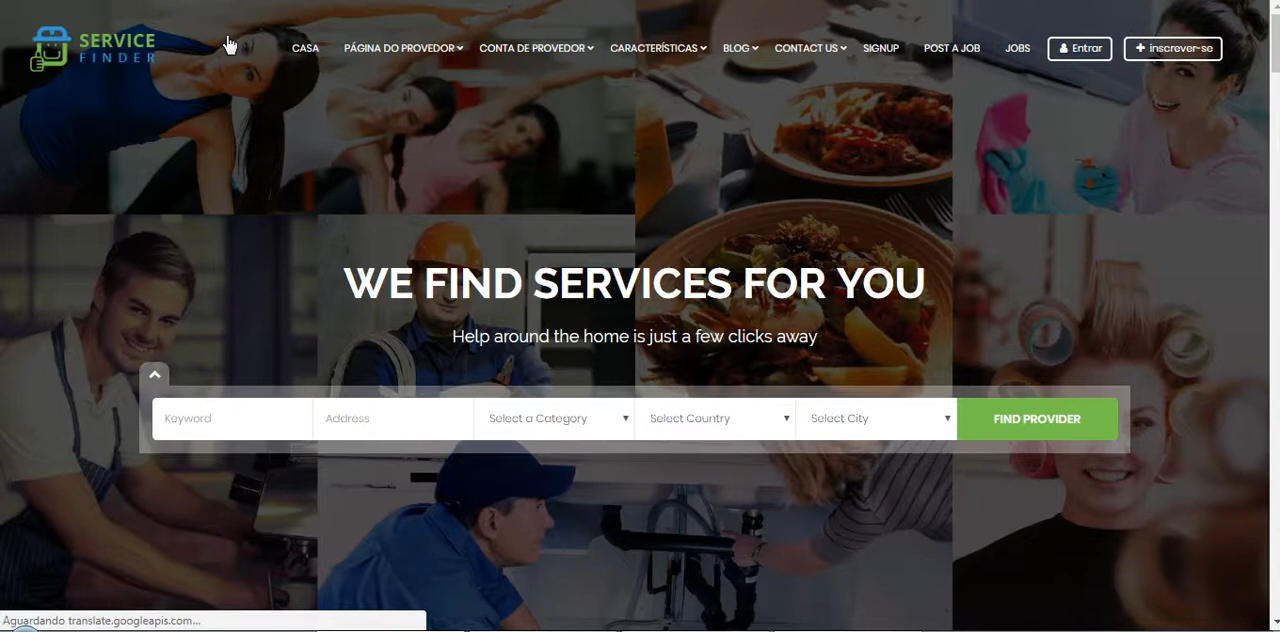 SERVICE
FINDER
CASA PÁGINA DO PROVEDOR CONTA DE PROVEDOR CARACTERÍSTICAS BLOG CONTACT US SIGNUP POST A JOB JOBS Entrar + inscrever-se
WE FIND SERVICES FOR YOU
Help around the home is just a few clicks away
Keyword Address Select a Category Select Country Select City FIND PROVIDER
Aguardando translate.googleapis.com...